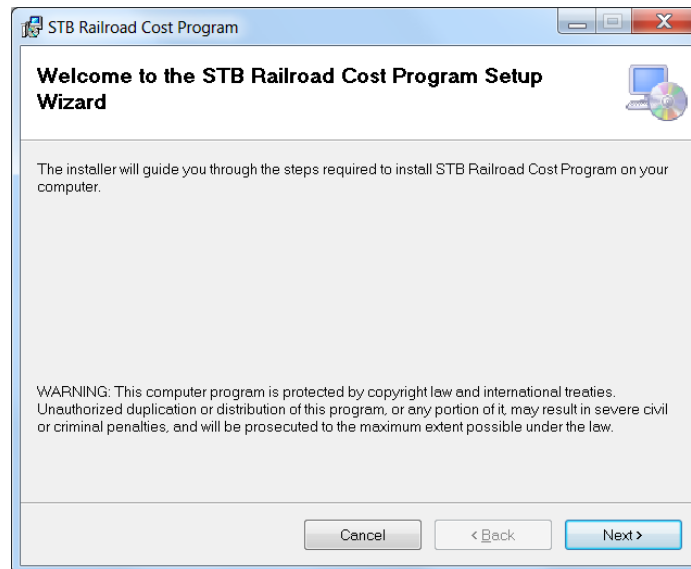 STB Railroad Cost Program
Welcome to the STB Railroad Cost Program Setup
Wizard
The installer will guide you through the steps required to install STB Railroad Cost Program on your
computer.
WARNING: This computer program is protected by copyright law and international treaties.
Unauthorized duplication or distribution of this program, or any portion of it, may result in severe civil
or criminal penalties, and will be prosecuted to the maximum extent possible under the law.
Cancel < Back Next >